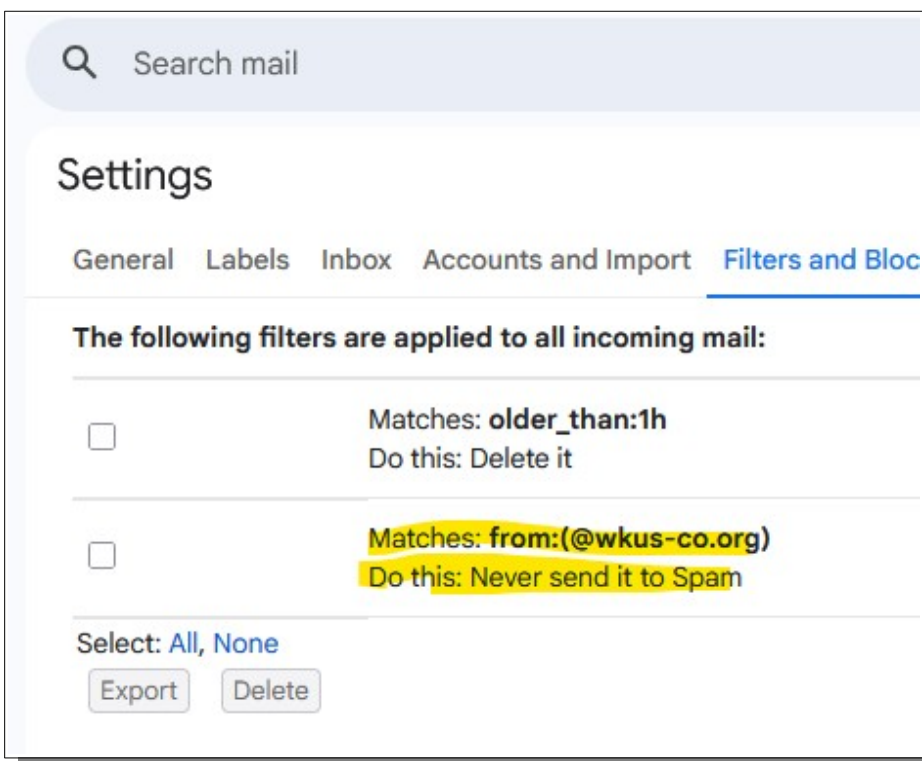 Search mail
Settings
General Labels Inbox Accounts and Import Filters and Bloc
The following filters are applied to all incoming mail:
Matches: older_than:1h
Do this: Delete it
Matches: from:(@wkus-co.org)
Do this: Never send it to Spam
Select: All, None
Export Delete